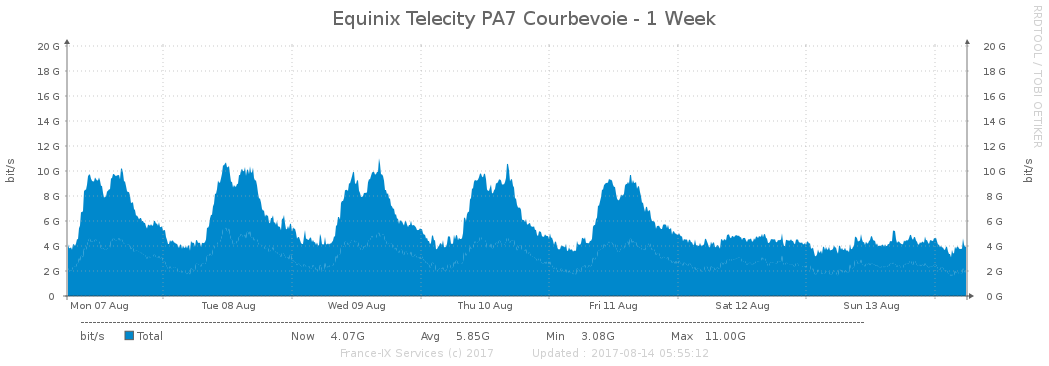 Equinix Telecity PA7 Courbevoie - 1 Week
RRDTOOL / TOBI OETIKER
bit/s
20 G 20 G
18 G 18 G
16 G 16 G
14 G 14 G
12 G 12 G
10 G 10 G
8 G 8 G
6 G 6 G
4 G 4 G
2 G 2 G
0 0 G
bit/s
Mon 07 Aug Tue 08 Aug Wed 09 Aug Thu 10 Aug Fri 11 Aug Sat 12 Aug Sun 13 Aug
bit/s Total Now 4.07G Avg 5.85G Min 3.08G Max 11.00G
France-IX Services (c) 2017 Updated : 2017-08-14 05:55:12